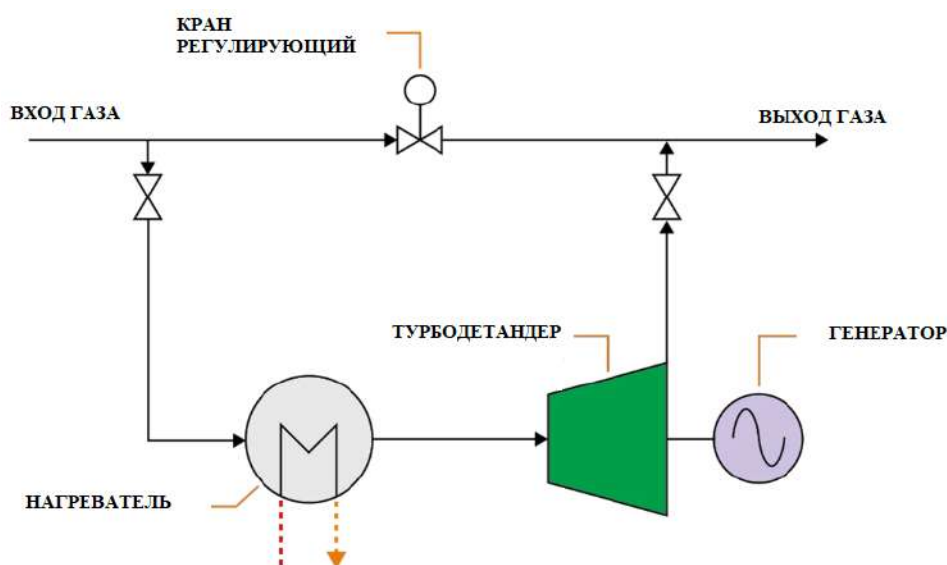 КРАН
РЕГУЛИРУЮЩИЙ
ВХОД ГАЗА
ВЫХОД ГАЗА
ТУРБОДЕТАНДЕР
ГЕНЕРАТОР
НАГРЕВАТЕЛЬ